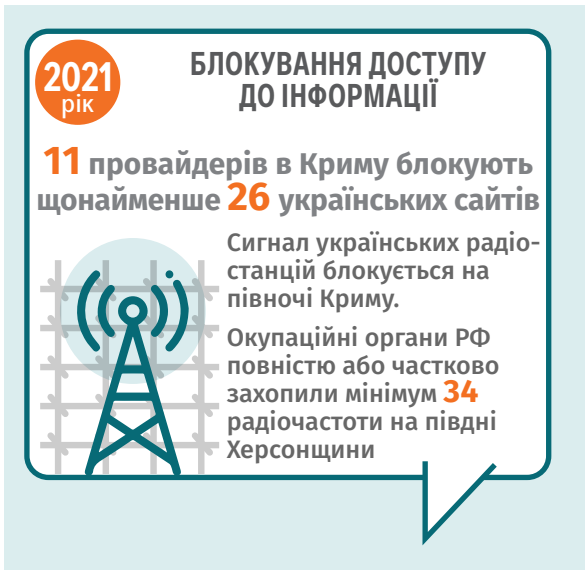 2021
рік
БЛОКУВАННЯ ДОСТУПУ
ДО ІНФОРМАЦІЇ
11 провайдерів в Криму блокують
щонайменше 26 українських сайтів
Сигнал українських радіо-
станцій блокується на
півночі Криму.
Окупаційні органи РФ
повністю або частково
захопили мінімум 34
радіочастоти на півдні
Херсонщини